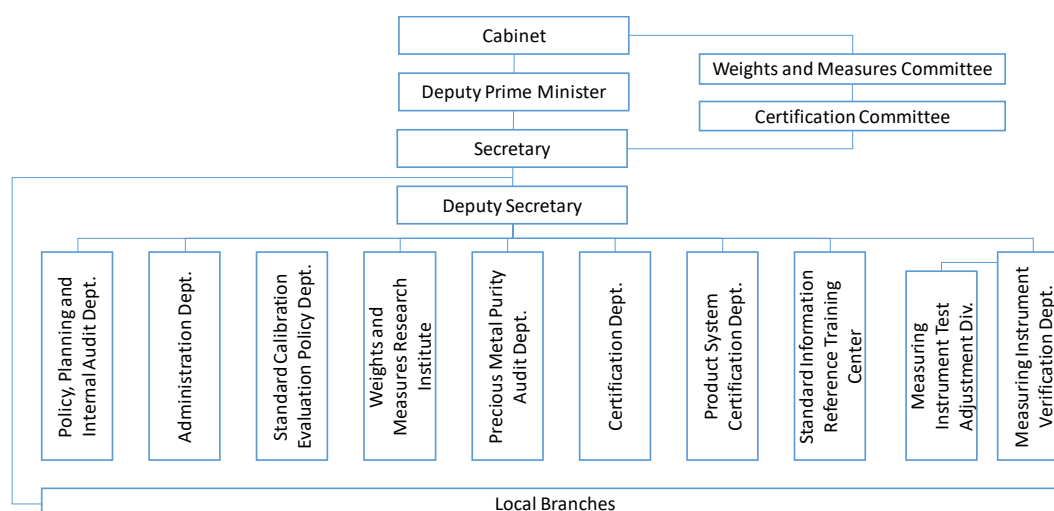 Cabinet
Weights and Measures Committee
Deputy Prime Minister
Certification Committee
Secretary
Deputy Secretary
Policy, Planning and
Internal Audit Dept.
Administration Dept.
Standard Calibration
Evaluation Policy Dept.
Weights and
Measures Research
Institute
Precious Metal Purity
Audit Dept.
Certification Dept.
Product System
Certification Dept.
Standard Information
Reference Training
Center
Measuring
Instrument Test
Adjustment Div.
Measuring Instrument
Verification Dept.
Local Branches